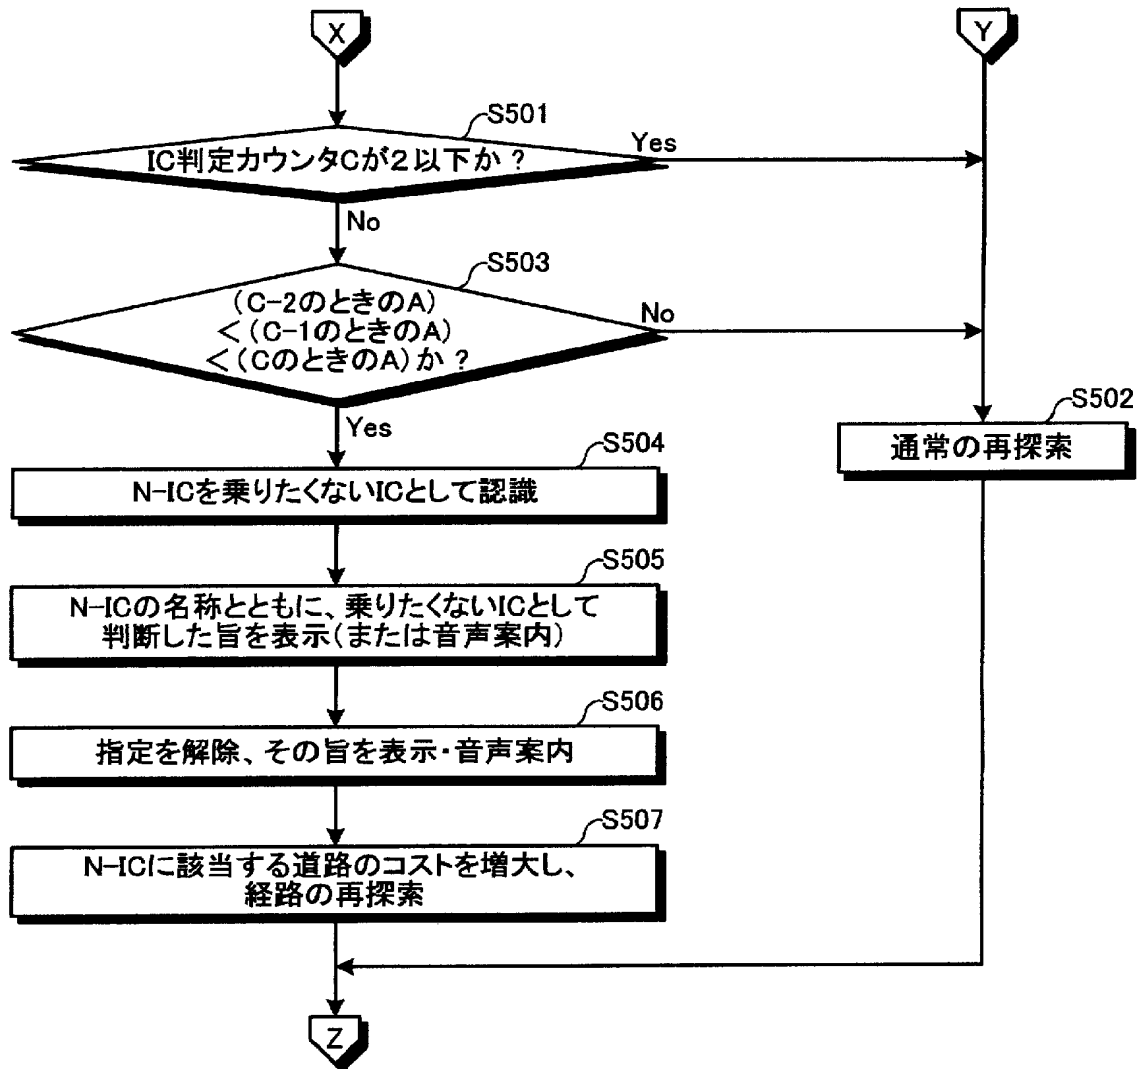 X
Y
S501
IC判定カウンタCが2以下か?
Yes
No
S503
(C-2のときのA)
<(C-1のときのA)
<(CのときのA)か?
No
Yes
S502
通常の再探索
S504
N-ICを乗りたくないICとして認識
S505
N-ICの名称とともに、乗りたくないICとして
判断した旨を表示(または音声案内)
S506
指定を解除、その旨を表示・音声案内
S507
N-ICに該当する道路のコストを増大し、
経路の再探索
Z